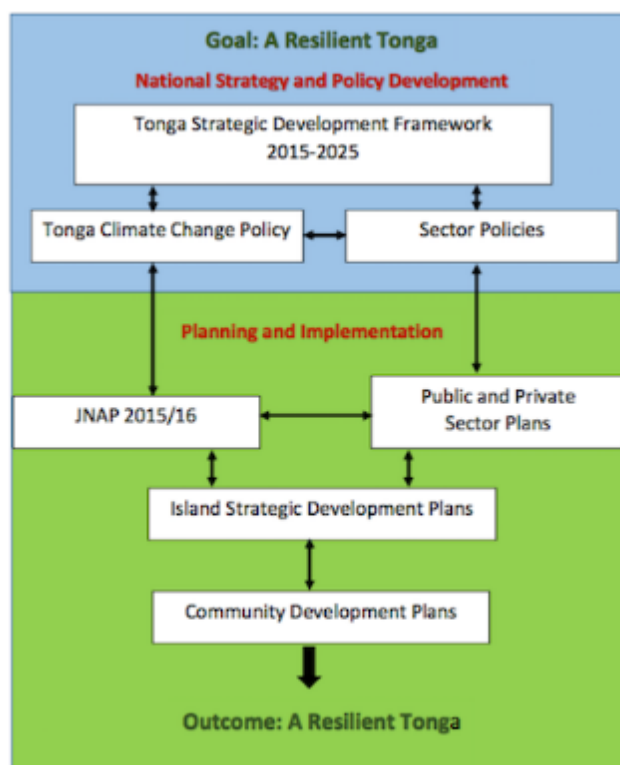 Goal: A Resilient Tonga
National Strategy and Policy Development
Tonga Strategic Development Framework
2015-2025
Tonga Climate Change Policy
Sector Policies
Planning and Implementation
JNAP 2015/16
Public and Private
Sector Plans
Island Strategic Development Plans
Community Development Plans
Outcome: A Resilient Tonga